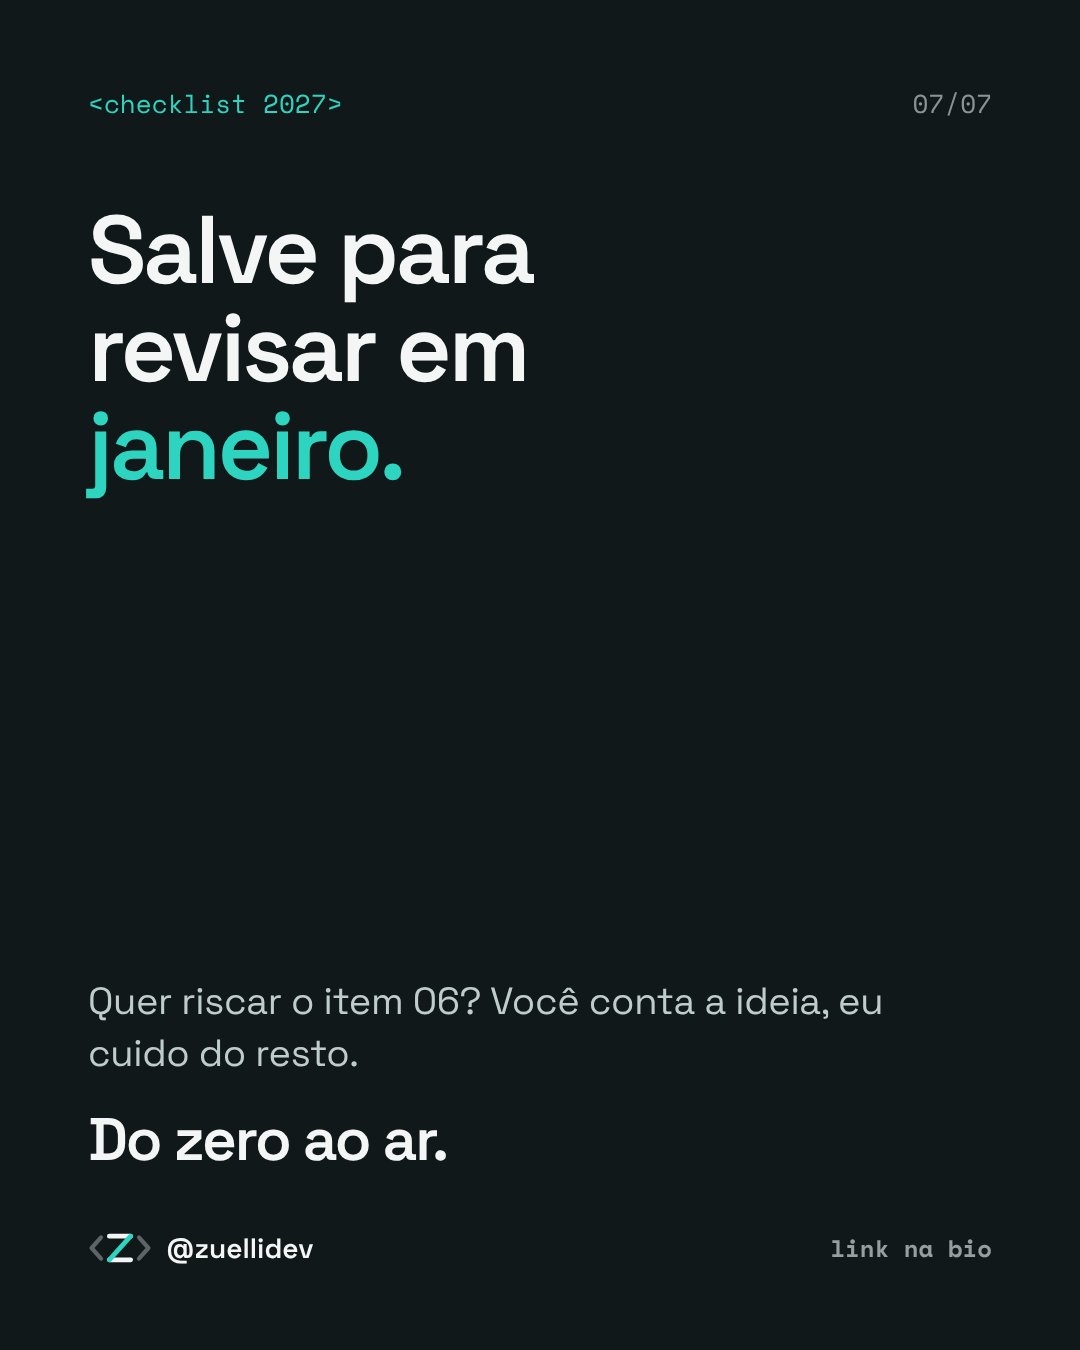 <checklist 2027>
07/07
Salve para
revisar em
janeiro.
Quer riscar o item 06? Você conta a ideia, eu
cuido do resto.
Do zero ao ar.
<Z> @zuellidev
link na bio